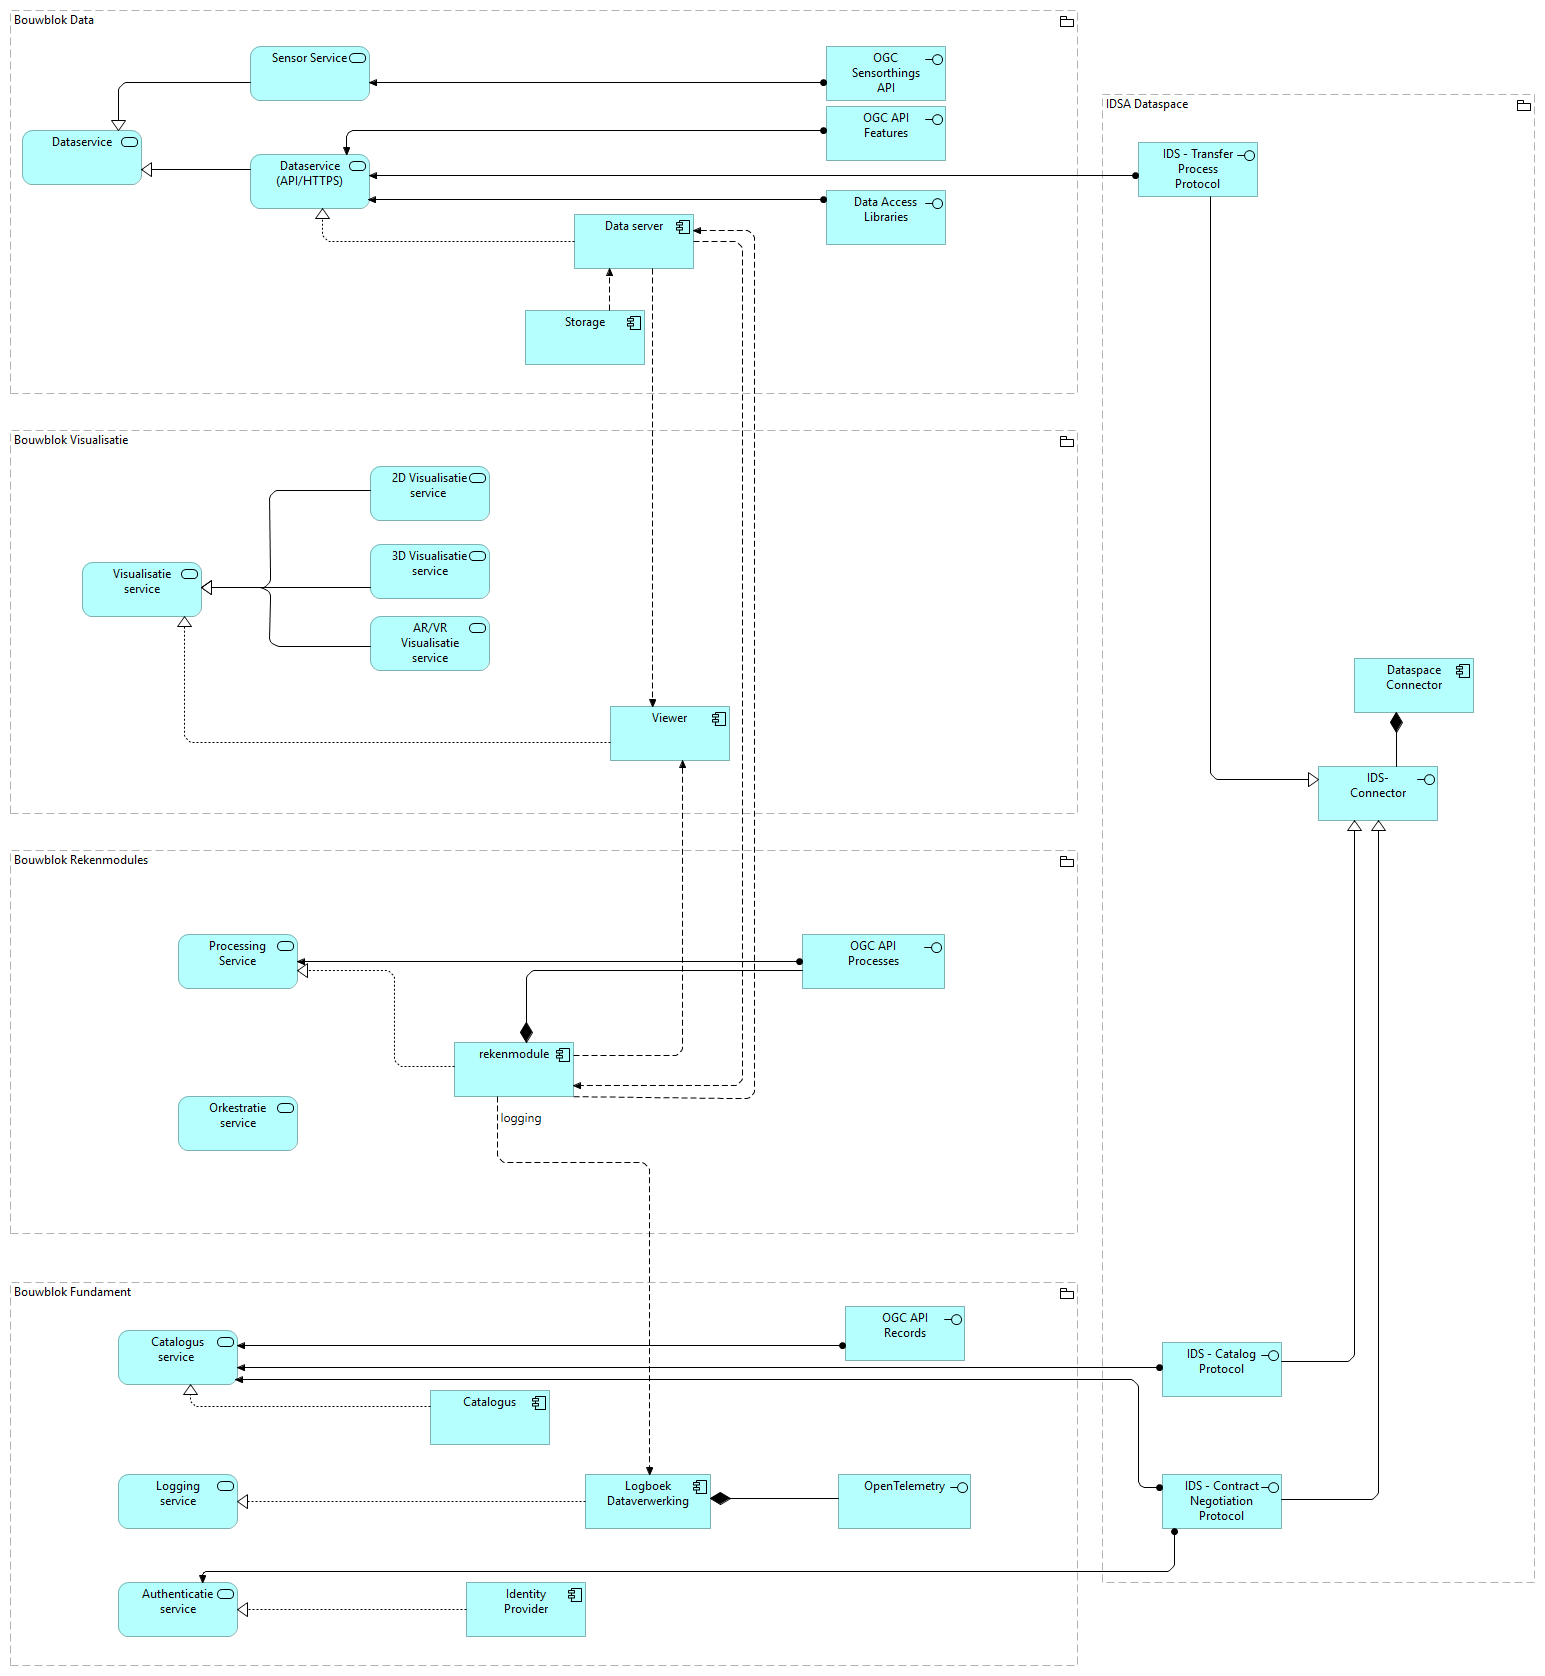 Bouwblok Data
Sensor Service
OGC
Sensorthings
API
OGC API
Features
Dataservice
Dataservice
(API/HTTPS)
Data Access
Libraries
Data server
Storage
IDSA Dataspace
IDS - Transfer
Process
Protocol
Bouwblok Visualisatie
2D Visualisatie
service
3D Visualisatie
service
Visualisatie
service
AR/VR
Visualisatie
service
Viewer
Dataspace
Connector
IDS-
Connector
Bouwblok Rekenmodules
Processing
Service
OGC API
Processes
rekenmodule
Orkestratie
service
logging
Bouwblok Fundament
OGC API
Records
Catalogus
service
IDS - Catalog
Protocol
Catalogus
Logging
service
Logboek
Dataverwerking
OpenTelemetry
IDS - Contract
Negotiation
Protocol
Authenticatie
service
Identity
Provider